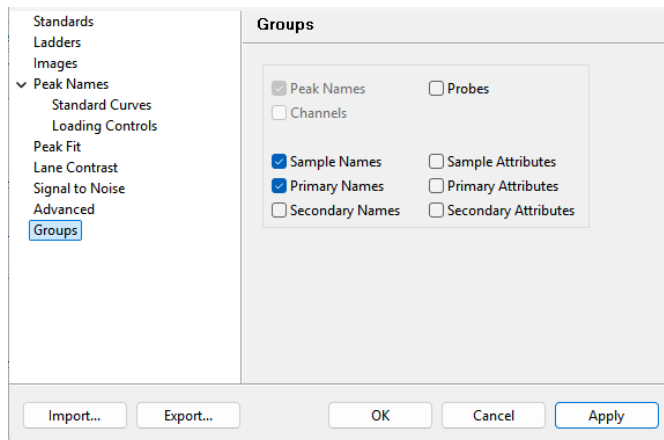 Standards
Ladders
Images
Peak Names
Standard Curves
Loading Controls
Peak Fit
Lane Contrast
Signal to Noise
Advanced
Groups
Groups
Peak Names
Probes
Channels
Sample Names
Sample Attributes
Primary Names
Primary Attributes
Secondary Names
Secondary Attributes
Import...
Export...
OK
Cancel
Apply